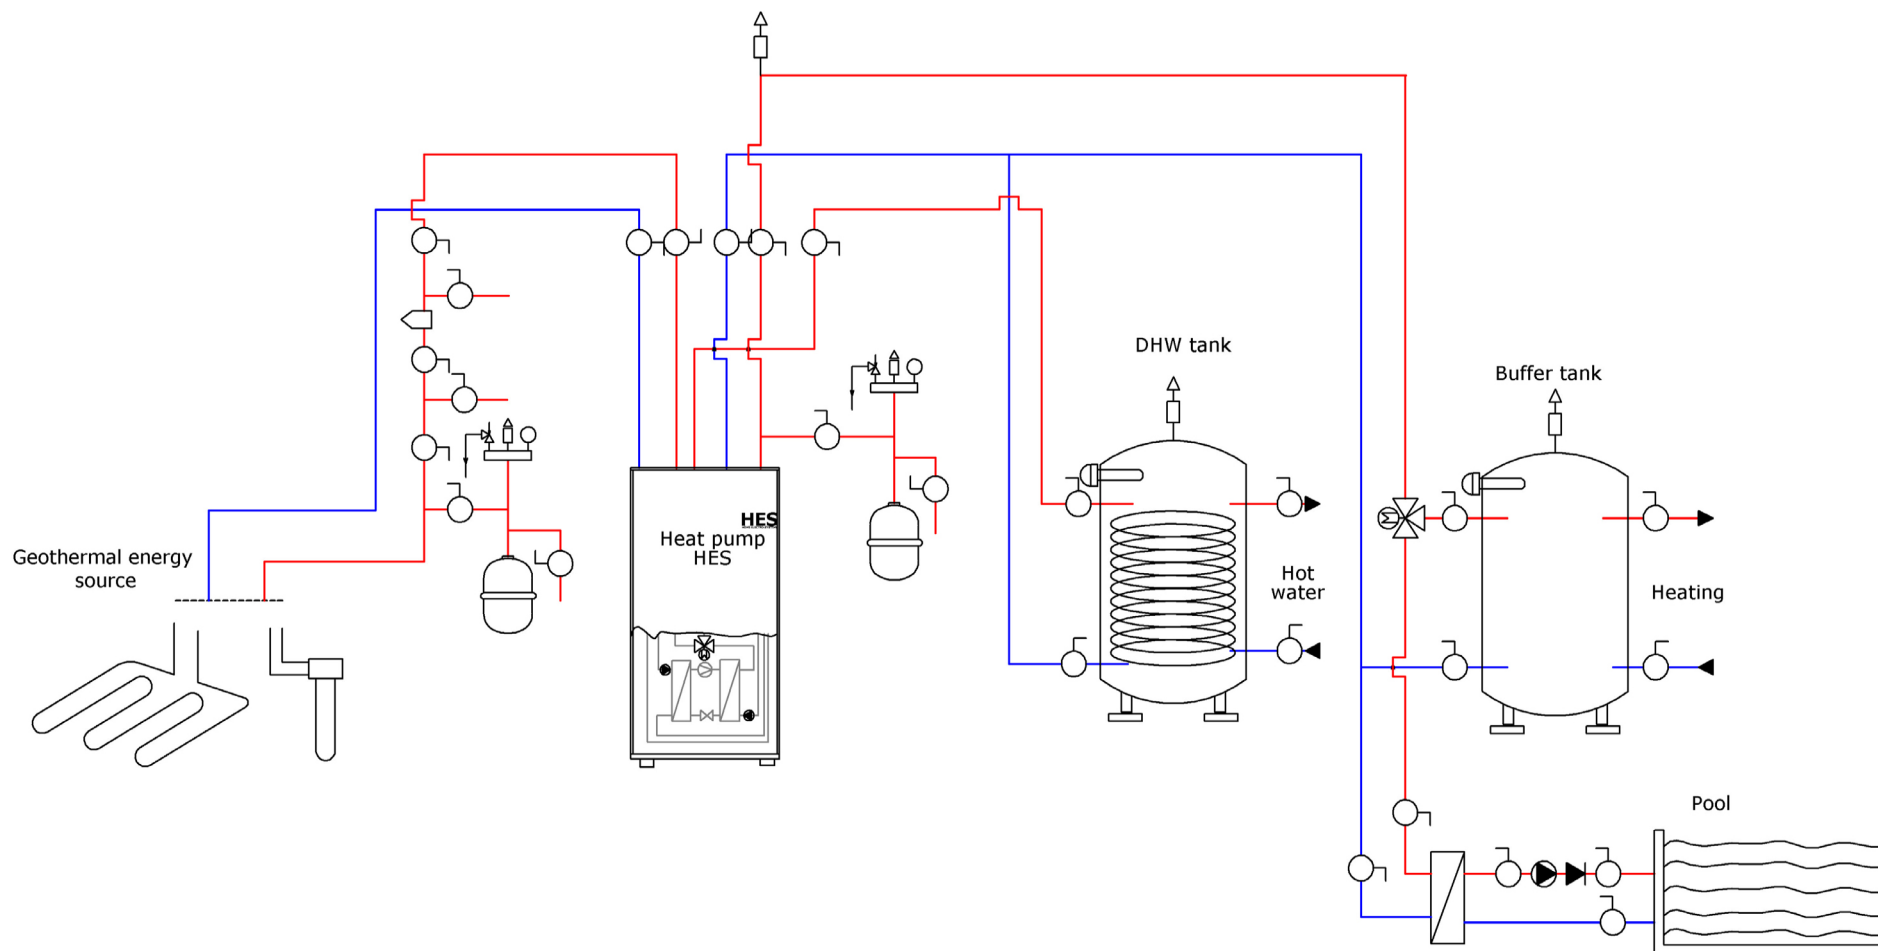 DHW tank
Buffer tank
HES
Heat pump
HES
Geothermal energy
source
Hot
water
Heating
Pool